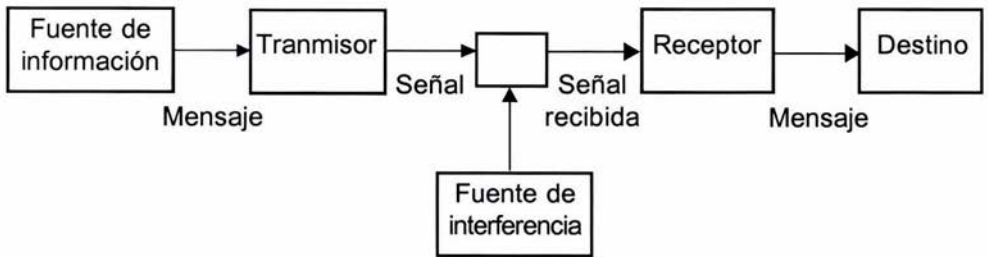 Fuente de
información
Tranmisor
Receptor
Destino
Señal
Señal
recibida
Mensaje
Mensaje
Fuente de
interferencia